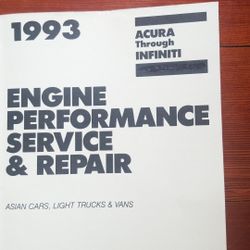 1993
ACURA
Through
INFINITI
ENGINE
PERFORMANCE
SERVICE
& REPAIR
ASIAN CARS, LIGHT TRUCKS & VANS